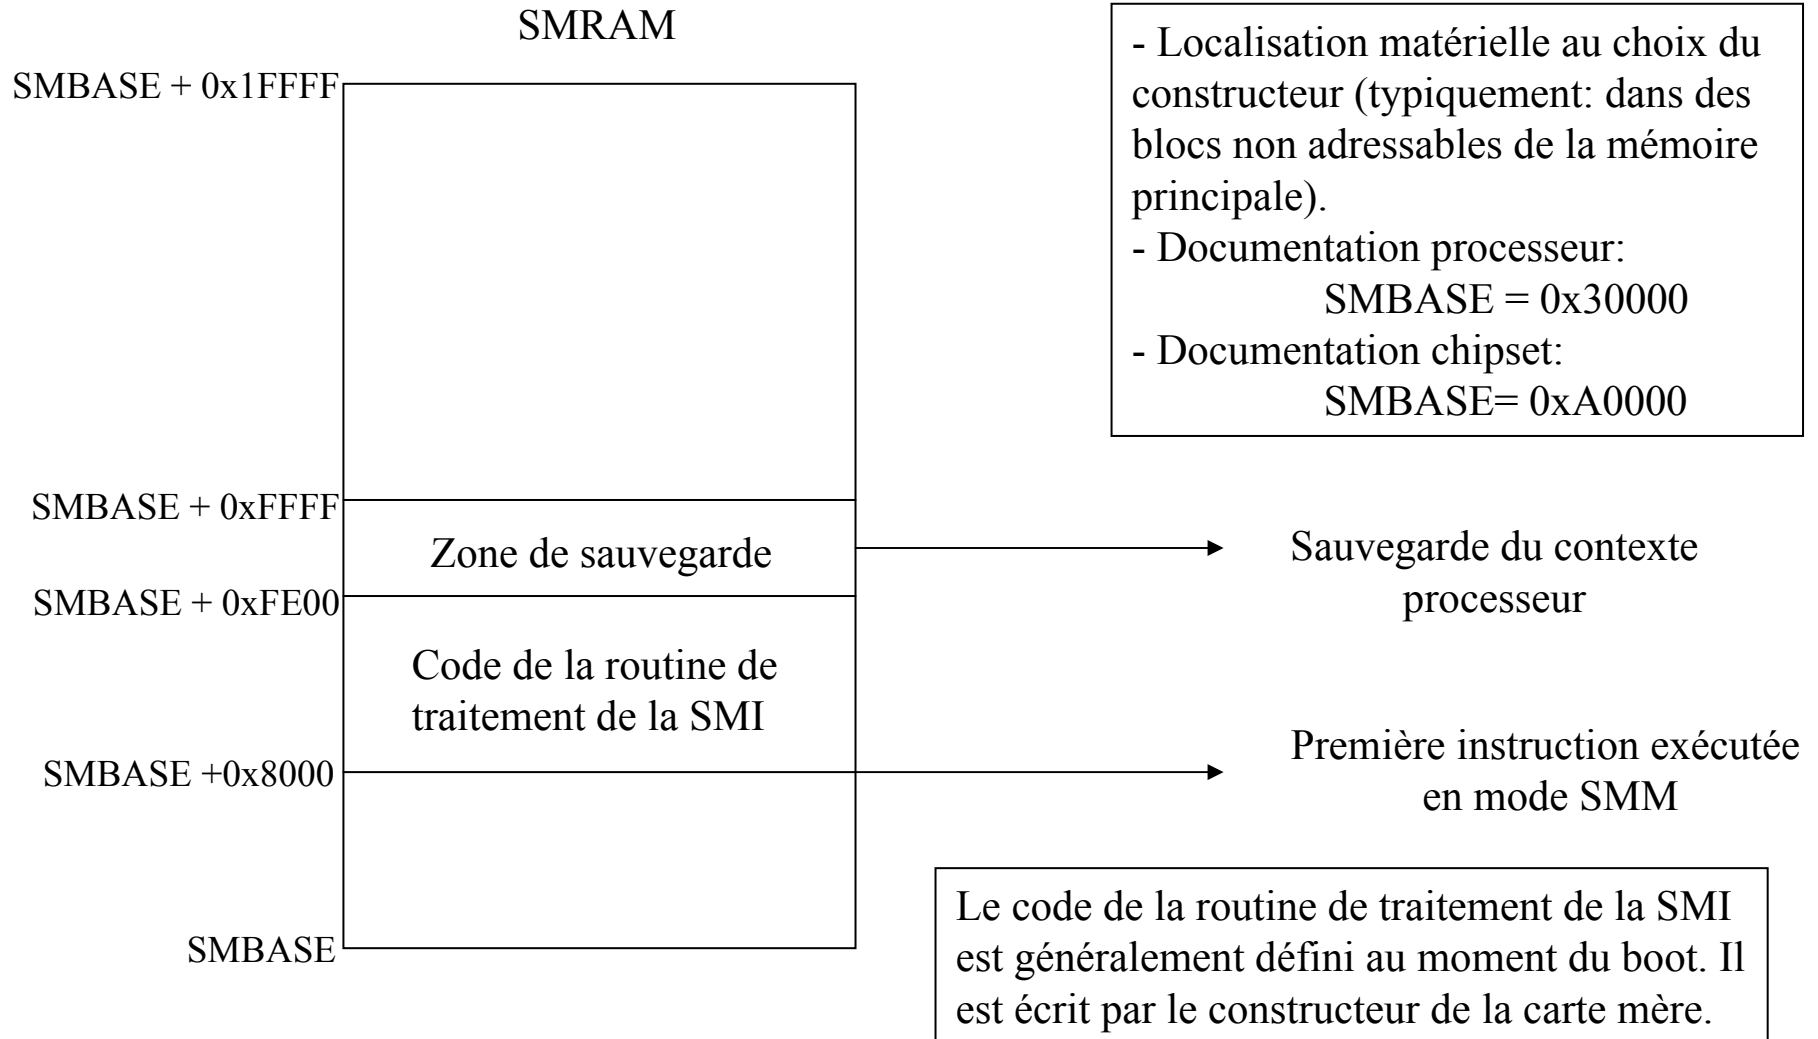 SMRAM
SMBASE + 0x1FFFF
- Localisation matérielle au choix du
constructeur (typiquement: dans des
blocs non adressables de la mémoire
principale).
- Documentation processeur:
SMBASE = 0x30000
- Documentation chipset:
SMBASE= 0xA0000
SMBASE + 0xFFFF
Zone de sauvegarde
Sauvegarde du contexte
processeur
SMBASE + 0xFE00
Code de la routine de
traitement de la SMI
Première instruction exécutée
en mode SMM
SMBASE +0x8000
SMBASE
Le code de la routine de traitement de la SMI
est généralement défini au moment du boot. Il
est écrit par le constructeur de la carte mère.